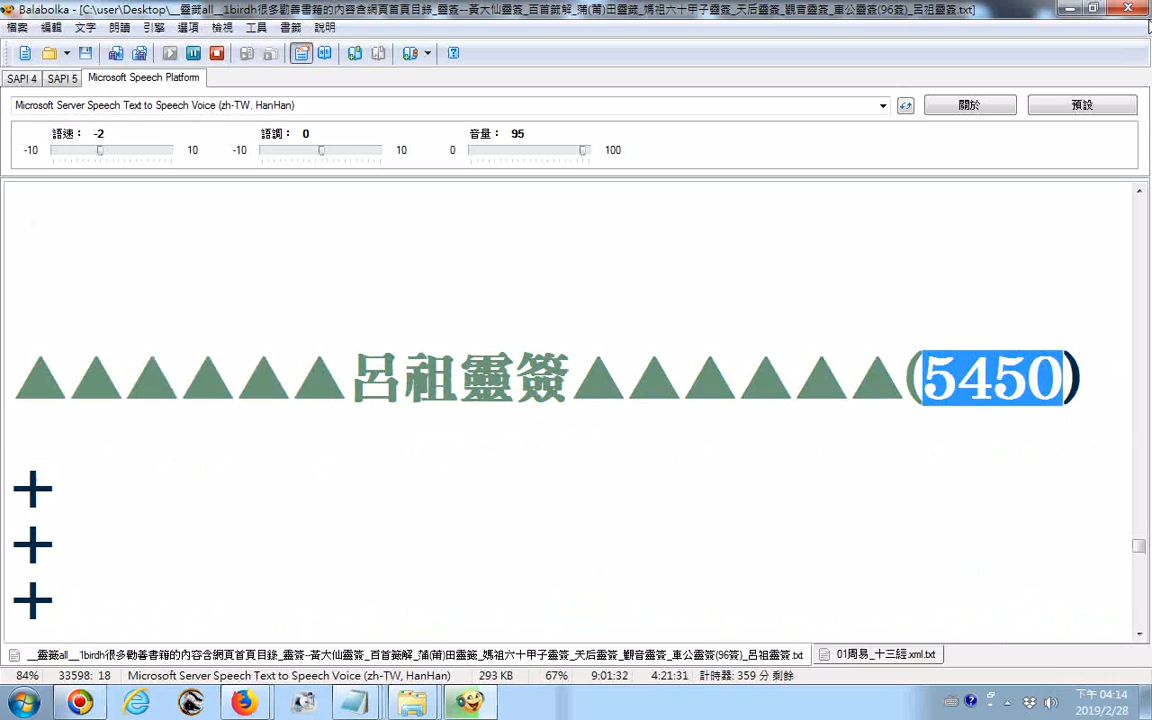 Balabolka - [C:\user\Desktop\__靈籤all__1birdh很多勸善書籍的內容含網頁首頁目錄_靈簽--黃大仙靈簽_百首籤解_蒲(莆)田靈籤_媽祖六十甲子靈簽_天后靈簽_觀音靈簽_車公靈簽(96簽)_呂祖靈簽.txt]
檔案 編輯 文字 朗讀 引擎 選項 檢視 工具 書籤 說明
SAPI 4 SAPI 5 Microsoft Speech Platform
Microsoft Server Speech Text to Speech Voice (zh-TW, HanHan) 關於 預設
語速： -2 語調： 0 音量： 95
-10 10 -10 10 0 100
▲▲▲▲▲▲呂祖靈簽▲▲▲▲▲▲(5450)
+
+
+
__靈籤all__1birdh很多勸善書籍的內容含網頁首頁目錄_靈簽--黃大仙靈簽_百首籤解_蒲(莆)田靈籤_媽祖六十甲子靈簽_天后靈簽_觀音靈簽_車公靈簽(96簽)_呂祖靈簽.txt 01周易_十三經.xml.txt
84% 33598: 18 Microsoft Server Speech Text to Speech Voice (zh-TW, HanHan) 293 KB 67% 9:01:32 4:21:31 計時器: 359 分 剩餘
下午 04:14
2019/2/28